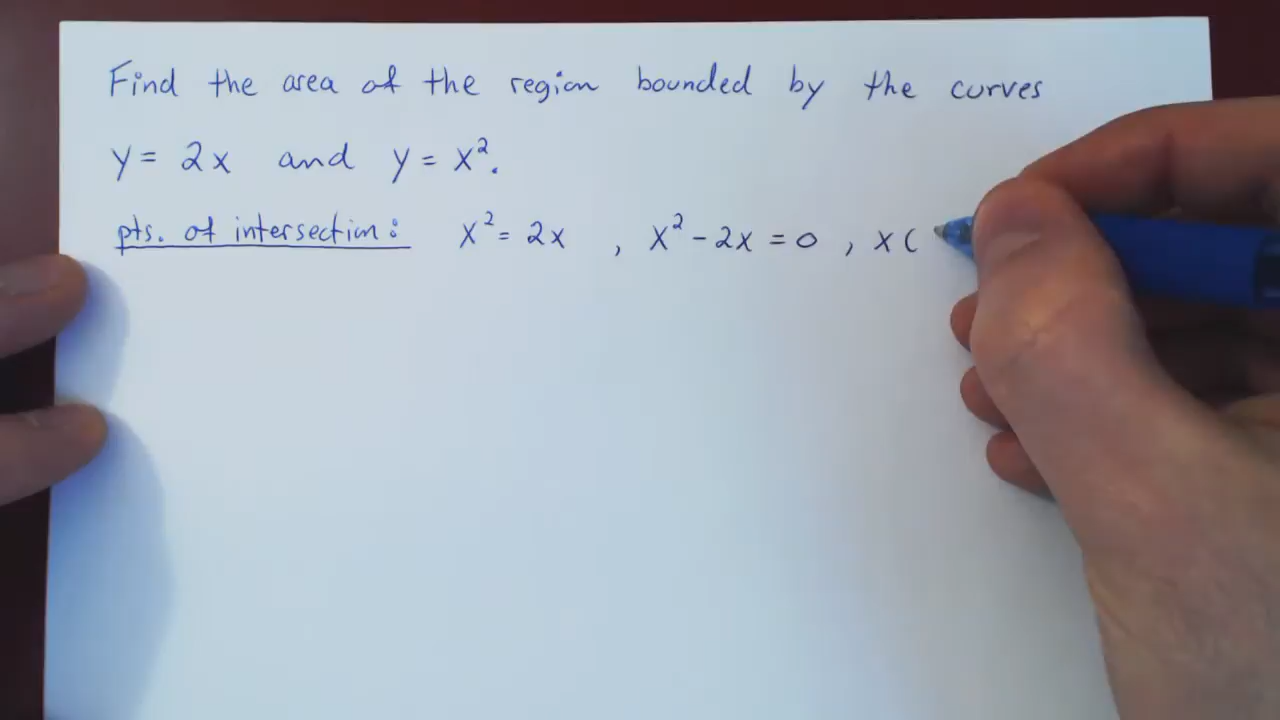 Find the area of the region bounded by the curves
y = 2x and y = x².
pts. of intersection: x² = 2x , x² - 2x = 0 , x (